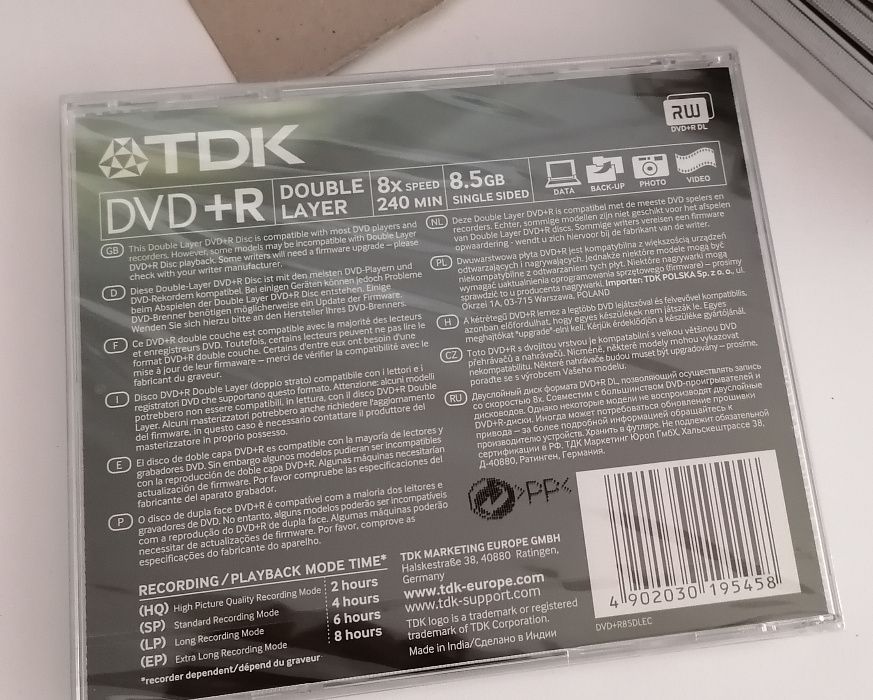 TDK
RW
DVD+R DL
DVD+R
DOUBLE LAYER
8x SPEED
240 MIN
8.5GB
SINGLE SIDED
DATA
BACK-UP
PHOTO
VIDEO
GB This Double Layer DVD+R Disc is compatible with most DVD players and
recorders. However, some models may be incompatible with Double Layer
DVD+R Disc playback. Some writers will need a firmware upgrade – please
check with your writer manufacturer.
D Diese Double-Layer DVD+R Disc ist mit den meisten DVD-Playern und
DVD-Rekordern kompatibel. Bei einigen Geräten können jedoch Probleme
beim Abspielen der Double Layer DVD+R Disc entstehen. Einige
DVD-Brenner benötigen möglicherweise ein Update der Firmware.
Wenden Sie sich hierzu bitte an den Hersteller Ihres DVD-Brenners.
F Ce DVD+R double couche est compatible avec la majorité des lecteurs
et enregistreurs DVD. Toutefois, certains lecteurs peuvent ne pas lire le
format DVD+R double couche. Certains d'entre eux ont besoin d'une
mise à jour de leur firmware – merci de vérifier la compatibilité avec le
fabricant du graveur.
I Disco DVD+R Double Layer (doppio strato) compatibile con i lettori e i
registratori DVD che supportano questo formato. Attenzione: alcuni modelli
potrebbero non essere compatibili, in lettura, con il disco DVD+R Double
Layer. Alcuni masterizzatori potrebbero anche richiedere l'aggiornamento
del firmware, in questo caso è necessario contattare il produttore del
masterizzatore in proprio possesso.
E El disco de doble capa DVD+R es compatible con la mayoría de lectores y
grabadores DVD. Sin embargo algunos modelos pudieran ser incompatibles
con la reproducción de doble capa DVD+R. Algunas máquinas necesitarían
actualización de firmware. Por favor compruebe las especificaciones del
fabricante del aparato grabador.
P O disco de dupla face DVD+R é compatível com a maioria dos leitores e
gravadores de DVD. No entanto, alguns modelos poderão ser incompatíveis
com a reprodução do DVD+R de dupla face. Algumas máquinas poderão
necessitar de actualizações de firmware. Por favor, comprove as
especificações do fabricante do aparelho.
NL Deze Double Layer DVD+R is compatibel met de meeste DVD spelers en
recorders. Echter, sommige modellen zijn niet geschikt voor het afspelen
van Double Layer DVD+R discs. Sommige writers vereisen een firmware
opwaardering - wendt u zich hiervoor bij de fabrikant van de writer.
PL Dwuwarstwowa płyta DVD+R jest kompatybilna z większością urządzeń
odtwarzających i nagrywających. Jednakże niektóre modele mogą być
niekompatybilne z odtwarzaniem tych płyt. Niektóre nagrywarki mogą
wymagać uaktualnienia oprogramowania sprzętowego (firmware) – prosimy
sprawdzić to u producenta nagrywarki. Importer: TDK POLSKA Sp. z o. o., ul.
Okrzei 1A, 03-715 Warszawa, POLAND
H A kétrétegű DVD+R lemez a legtöbb DVD lejátszóval és felvevővel kompatibilis,
azonban előfordulhat, hogy egyes készülékek nem játsszák le. Egyes
meghajtókat "upgrade"-elni kell. Kérjük érdeklődjön a készüléke gyártójánál.
CZ Toto DVD+R s dvojitou vrstvou je kompatabilní s velkou většinou DVD
přehrávačů a nahrávačů. Nicméně, některé modely mohou vykazovat
nekompatabilitu. Některé nahrávače budou muset být upgradovány – prosíme,
poraďte se s výrobcem Vašeho modelu.
RU Двуслойный диск формата DVD+R DL, позволяющий осуществлять запись
со скоростью 8x. Совместим с большинством DVD-проигрывателей и
дисководов. Однако некоторые модели не воспроизводят двуслойные
DVD+R-диски. Иногда может потребоваться обновление прошивки
привода – за более подробной информацией обращайтесь к
производителю устройств. Хранить в футляре. Не подлежит обязательной
сертификации в РФ. ТДК Маркетинг Юроп ГмбХ, Хальскештрассе 38,
Д-40880, Ратинген, Германия.
>PP<
RECORDING/PLAYBACK MODE TIME*
(HQ) High Picture Quality Recording Mode 2 hours
(SP) Standard Recording Mode 4 hours
(LP) Long Recording Mode 6 hours
(EP) Extra Long Recording Mode 8 hours
*recorder dependent/dépend du graveur
TDK MARKETING EUROPE GMBH
Halskestraße 38, 40880 Ratingen,
Germany
www.tdk-europe.com
www.tdk-support.com
TDK logo is a trademark or registered
trademark of TDK Corporation.
Made in India/Сделано в Индии
4 902030 195458
DVD+R85DLEC